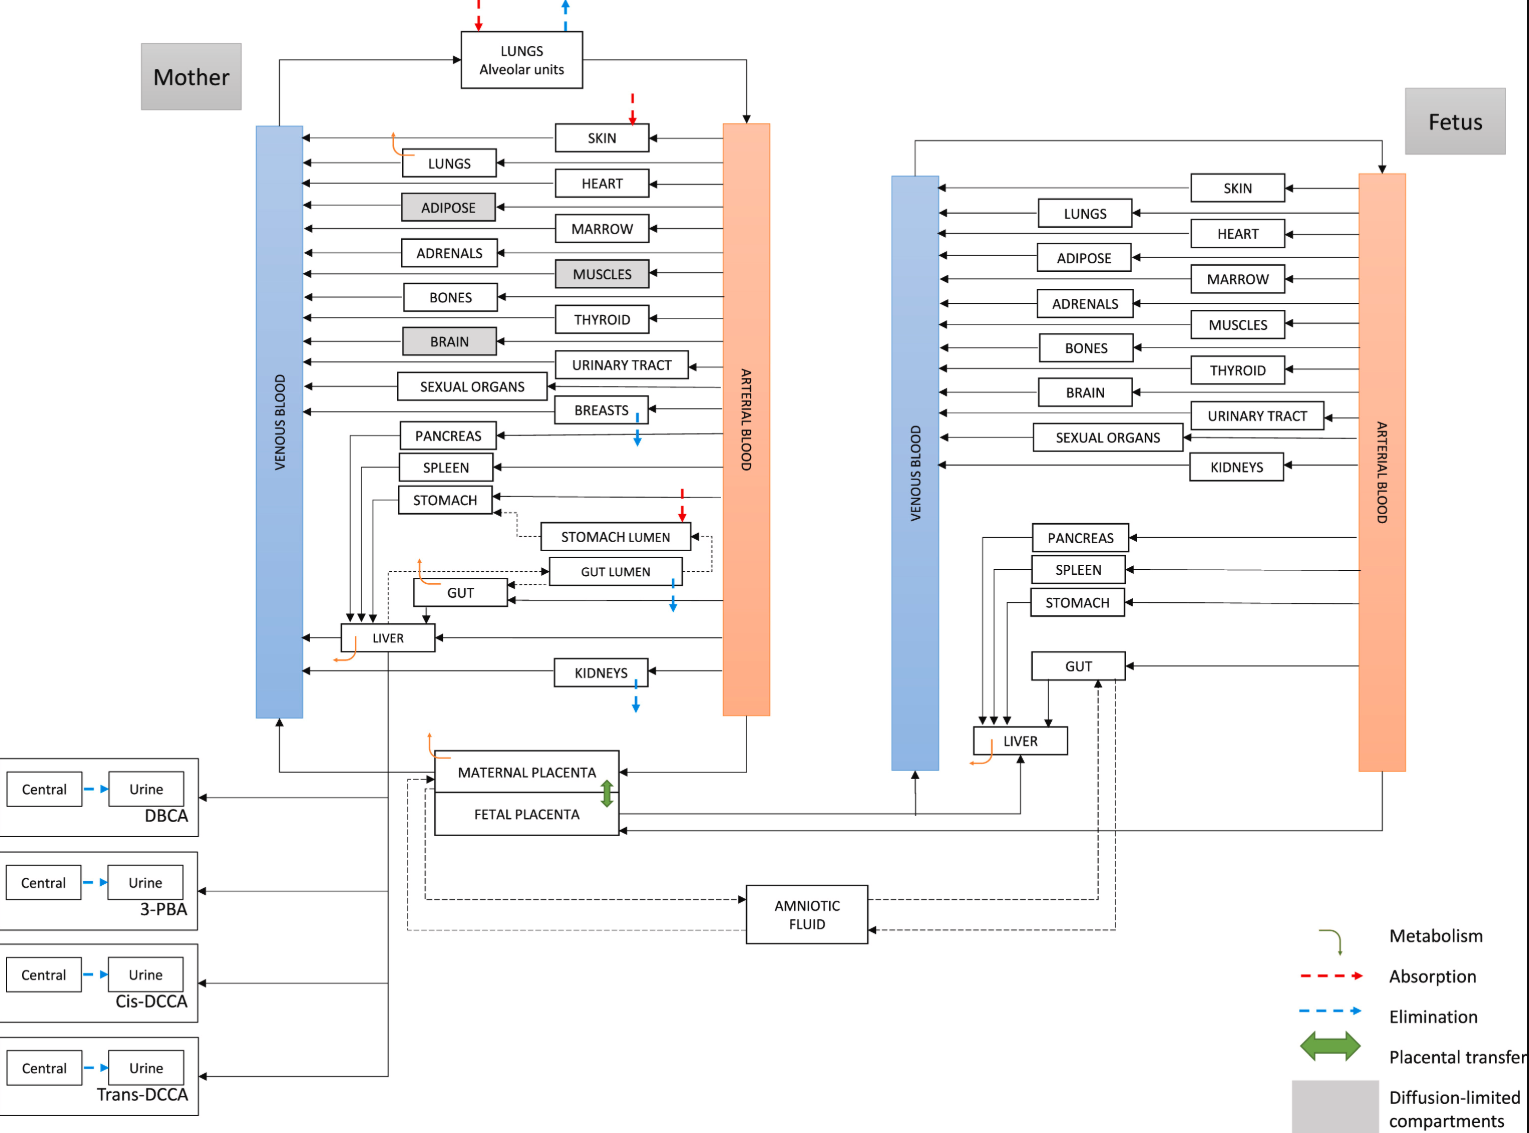 Mother
LUNGS
Alveolar units
SKIN
LUNGS
HEART
ADIPOSE
MARROW
ADRENALS
MUSCLES
BONES
THYROID
BRAIN
URINARY TRACT
SEXUAL ORGANS
BREASTS
PANCREAS
SPLEEN
STOMACH
STOMACH LUMEN
GUT LUMEN
GUT
LIVER
KIDNEYS
VENOUS BLOOD
ARTERIAL BLOOD
MATERNAL PLACENTA
FETAL PLACENTA
Fetus
SKIN
LUNGS
HEART
ADIPOSE
MARROW
ADRENALS
MUSCLES
BONES
THYROID
BRAIN
URINARY TRACT
SEXUAL ORGANS
KIDNEYS
PANCREAS
SPLEEN
STOMACH
GUT
LIVER
VENOUS BLOOD
ARTERIAL BLOOD
AMNIOTIC
FLUID
Central
Urine
DBCA
Central
Urine
3-PBA
Central
Urine
Cis-DCCA
Central
Urine
Trans-DCCA
Metabolism
Absorption
Elimination
Placental transfer
Diffusion-limited
compartments